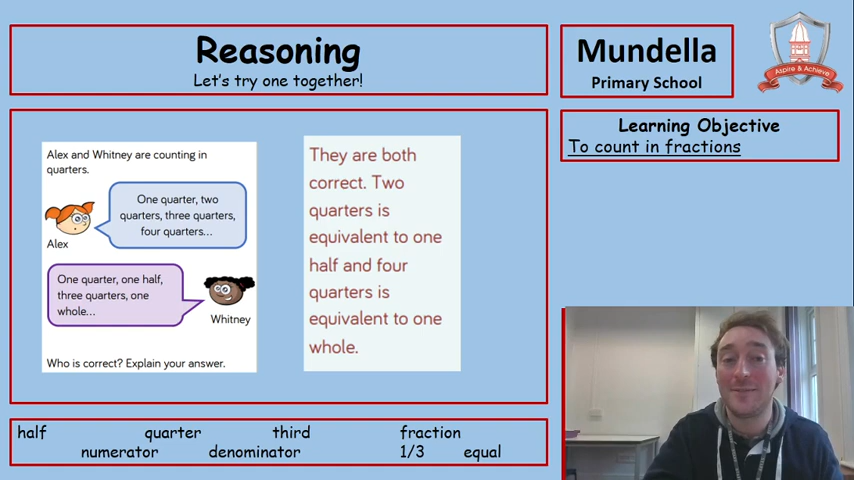 Reasoning
Let's try one together!
Mundella
Primary School
Aspire & Achieve
Learning Objective
To count in fractions
Alex and Whitney are counting in
quarters.
One quarter, two
quarters, three quarters,
four quarters...
Alex
One quarter, one half,
three quarters, one
whole...
Whitney
Who is correct? Explain your answer.
They are both
correct. Two
quarters is
equivalent to one
half and four
quarters is
equivalent to one
whole.
half quarter third fraction
numerator denominator 1/3 equal